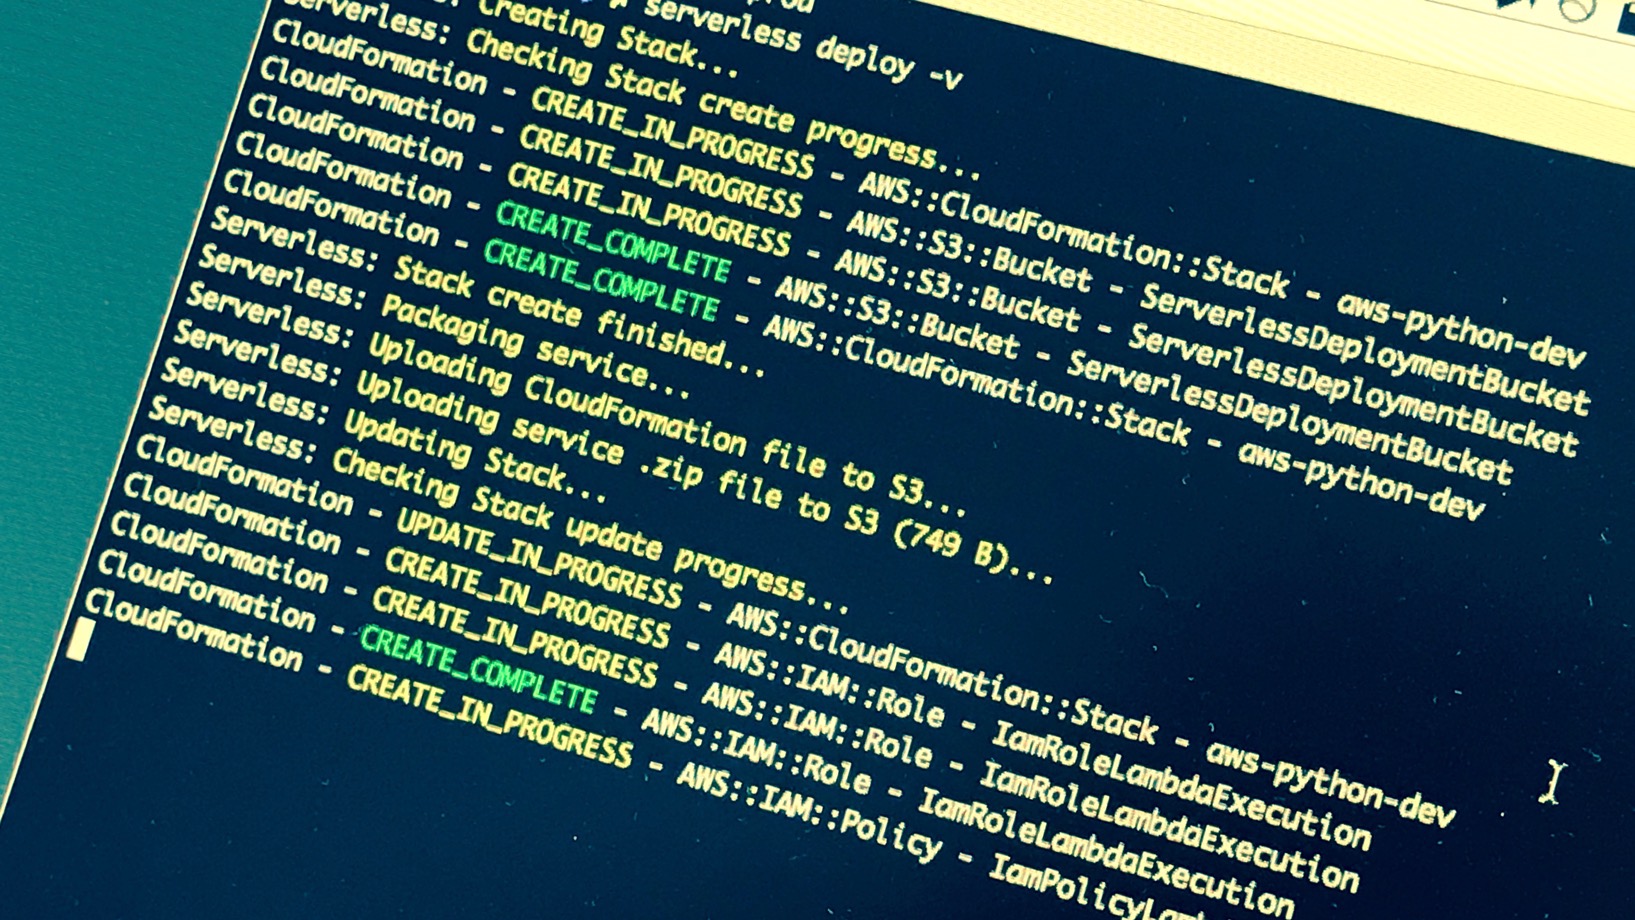 serverless deploy -v
Creating Stack...
Serverless: Checking Stack create progress...
CloudFormation - CREATE_IN_PROGRESS - AWS::CloudFormation::Stack - aws-python-dev
CloudFormation - CREATE_IN_PROGRESS - AWS::S3::Bucket - ServerlessDeploymentBucket
CloudFormation - CREATE_IN_PROGRESS - AWS::S3::Bucket - ServerlessDeploymentBucket
CloudFormation - CREATE_COMPLETE - AWS::S3::Bucket - ServerlessDeploymentBucket
CloudFormation - CREATE_COMPLETE - AWS::CloudFormation::Stack - aws-python-dev
Serverless: Stack create finished...
Serverless: Packaging service...
Serverless: Uploading CloudFormation file to S3...
Serverless: Uploading service .zip file to S3 (749 B)...
Serverless: Updating Stack...
Serverless: Checking Stack update progress...
CloudFormation - UPDATE_IN_PROGRESS - AWS::CloudFormation::Stack - aws-python-dev
CloudFormation - CREATE_IN_PROGRESS - AWS::IAM::Role - IamRoleLambdaExecution
CloudFormation - CREATE_IN_PROGRESS - AWS::IAM::Role - IamRoleLambdaExecution
CloudFormation - CREATE_COMPLETE - AWS::IAM::Role - IamRoleLambdaExecution
CloudFormation - CREATE_IN_PROGRESS - AWS::IAM::Policy - IamPolicyLam